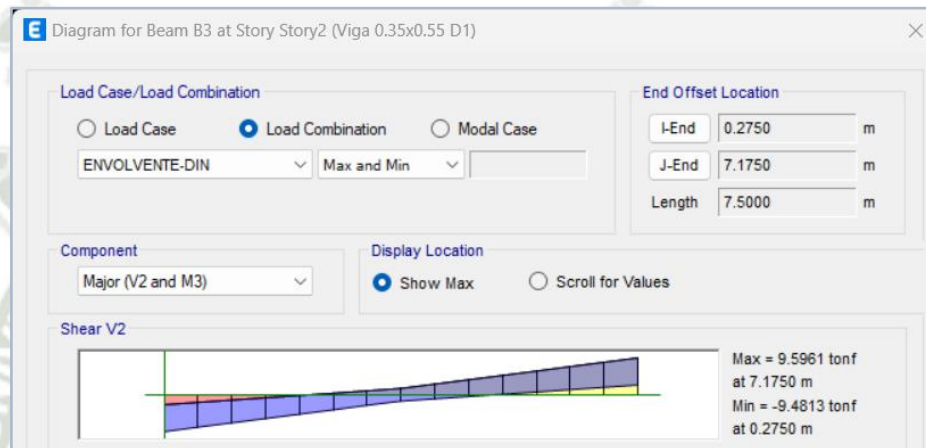 E Diagram for Beam B3 at Story Story2 (Viga 0.35x0.55 D1)
Load Case/Load Combination
Load Case Load Combination Modal Case
ENVOLVENTE-DIN Max and Min
End Offset Location
I-End 0.2750 m
J-End 7.1750 m
Length 7.5000 m
Component
Major (V2 and M3)
Display Location
Show Max Scroll for Values
Shear V2
Max = 9.5961 tonf
at 7.1750 m
Min = -9.4813 tonf
at 0.2750 m